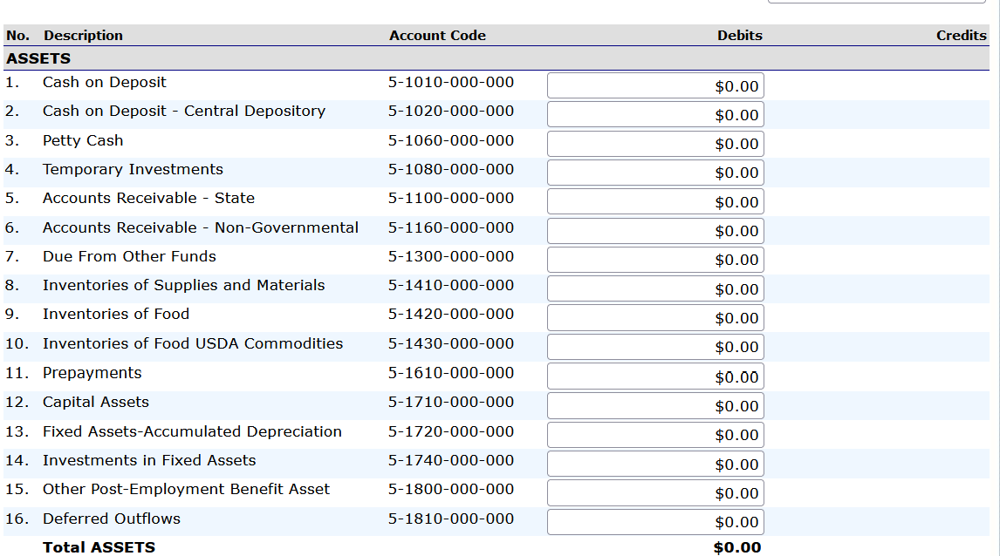 No. Description Account Code Debits Credits
ASSETS
1. Cash on Deposit 5-1010-000-000 $0.00
2. Cash on Deposit - Central Depository 5-1020-000-000 $0.00
3. Petty Cash 5-1060-000-000 $0.00
4. Temporary Investments 5-1080-000-000 $0.00
5. Accounts Receivable - State 5-1100-000-000 $0.00
6. Accounts Receivable - Non-Governmental 5-1160-000-000 $0.00
7. Due From Other Funds 5-1300-000-000 $0.00
8. Inventories of Supplies and Materials 5-1410-000-000 $0.00
9. Inventories of Food 5-1420-000-000 $0.00
10. Inventories of Food USDA Commodities 5-1430-000-000 $0.00
11. Prepayments 5-1610-000-000 $0.00
12. Capital Assets 5-1710-000-000 $0.00
13. Fixed Assets-Accumulated Depreciation 5-1720-000-000 $0.00
14. Investments in Fixed Assets 5-1740-000-000 $0.00
15. Other Post-Employment Benefit Asset 5-1800-000-000 $0.00
16. Deferred Outflows 5-1810-000-000 $0.00
Total ASSETS $0.00